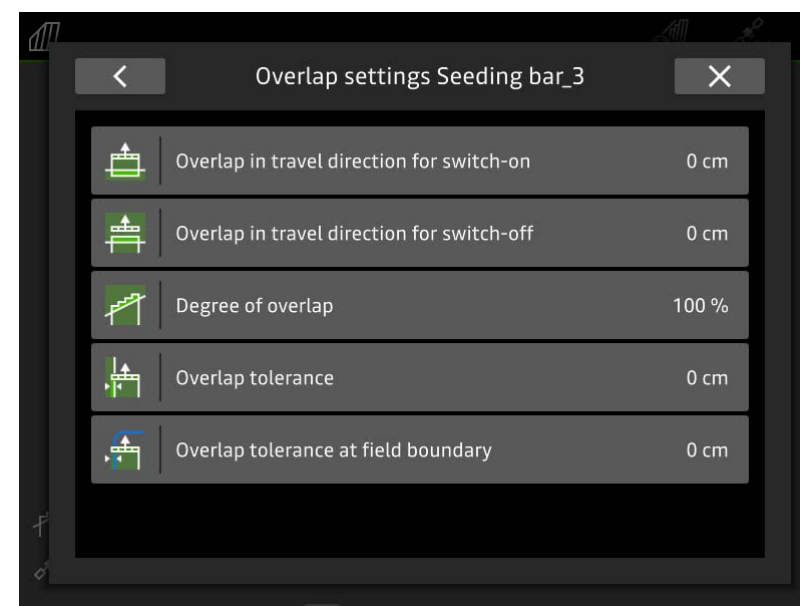 Overlap settings Seeding bar_3
Overlap in travel direction for switch-on 0 cm
Overlap in travel direction for switch-off 0 cm
Degree of overlap 100 %
Overlap tolerance 0 cm
Overlap tolerance at field boundary 0 cm